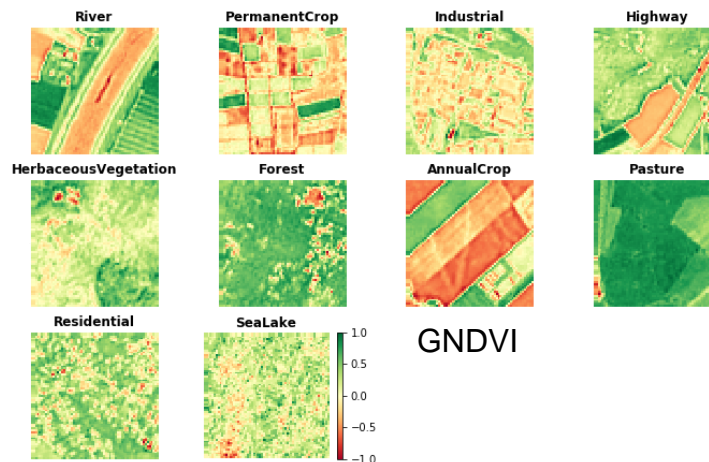 River PermanentCrop Industrial Highway
HerbaceousVegetation Forest AnnualCrop Pasture
Residential SeaLake
GNDVI
1.0
0.5
0.0
−0.5
−1.0